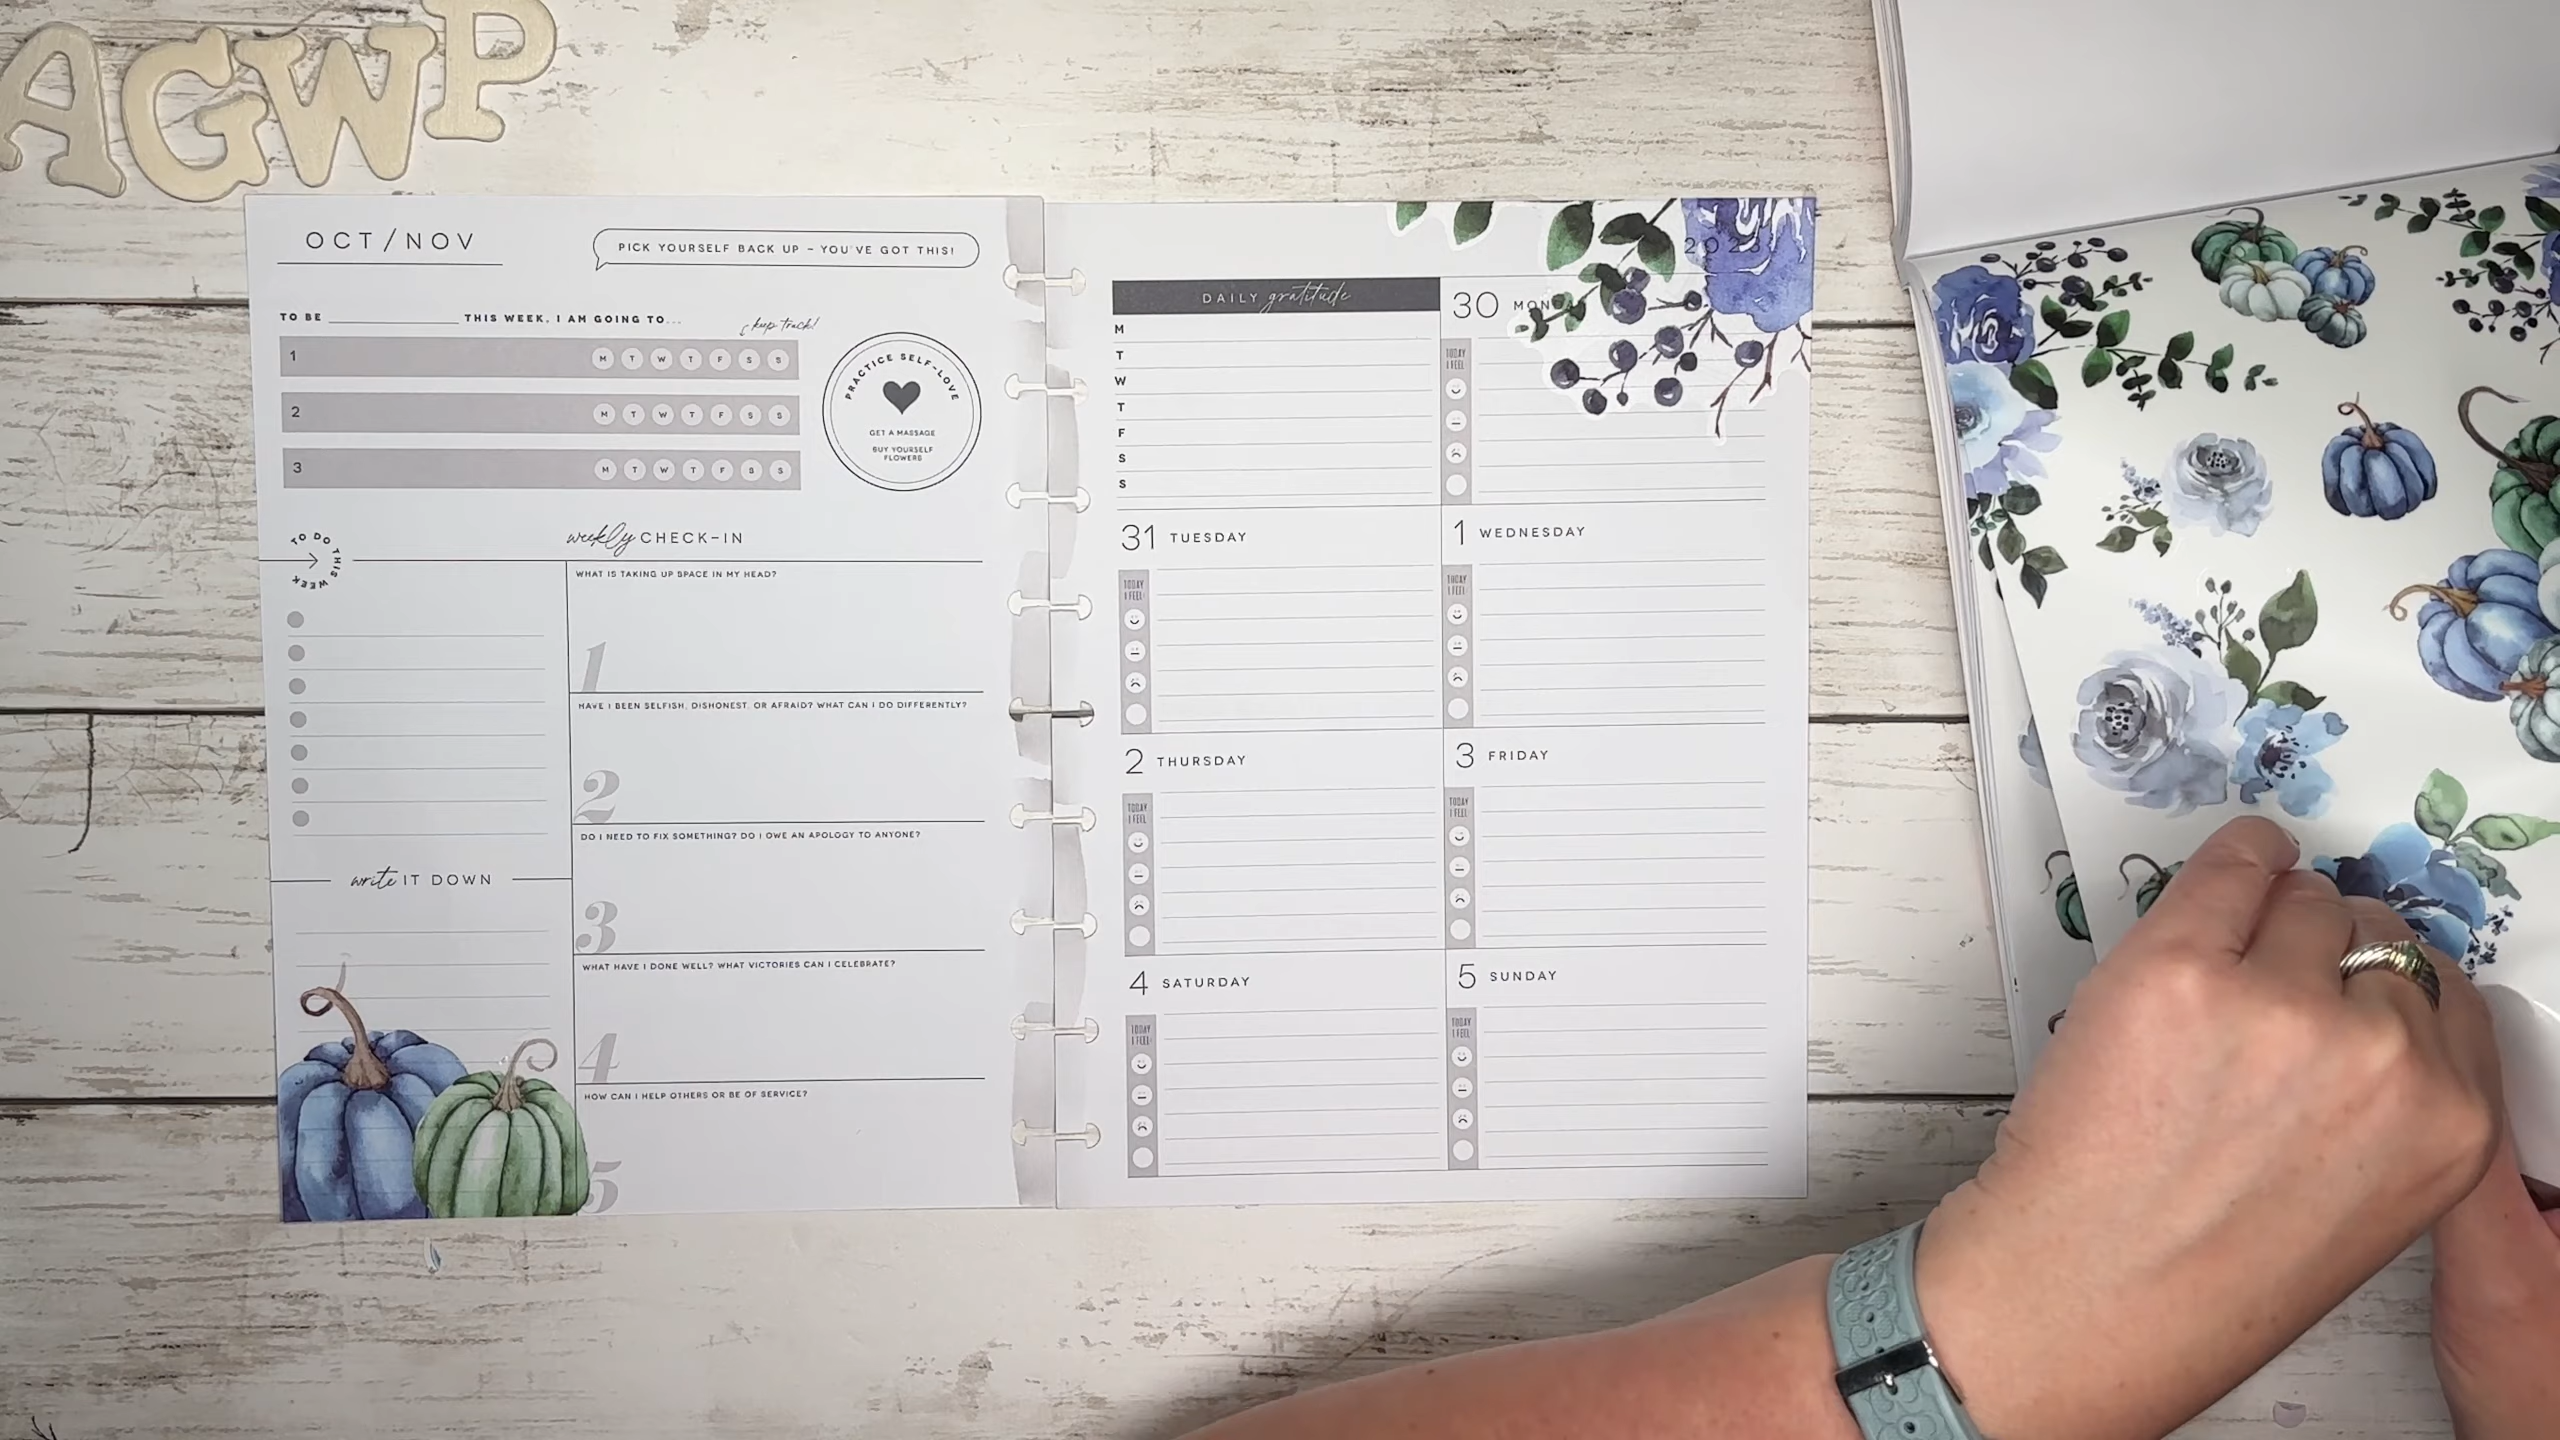 AGWP
OCT/NOV
PICK YOURSELF BACK UP – YOU'VE GOT THIS!
TO BE ____________ THIS WEEK, I AM GOING TO...
keep track!
1 M T W T F S S
2 M T W T F S S
3 M T W T F S S
PRACTICE SELF-LOVE
GET A MASSAGE
BUY YOURSELF
FLOWERS
TO DO THIS WEEK
weekly CHECK-IN
WHAT IS TAKING UP SPACE IN MY HEAD?
1
HAVE I BEEN SELFISH, DISHONEST, OR AFRAID? WHAT CAN I DO DIFFERENTLY?
2
DO I NEED TO FIX SOMETHING? DO I OWE AN APOLOGY TO ANYONE?
3
write IT DOWN
WHAT HAVE I DONE WELL? WHAT VICTORIES CAN I CELEBRATE?
4
HOW CAN I HELP OTHERS OR BE OF SERVICE?
5
DAILY gratitude
M
T
W
T
F
S
S
30
TODAY
I FEEL:
31 TUESDAY
TODAY
I FEEL:
1 WEDNESDAY
TODAY
I FEEL:
2 THURSDAY
TODAY
I FEEL:
3 FRIDAY
TODAY
I FEEL:
4 SATURDAY
TODAY
I FEEL:
5 SUNDAY
TODAY
I FEEL: